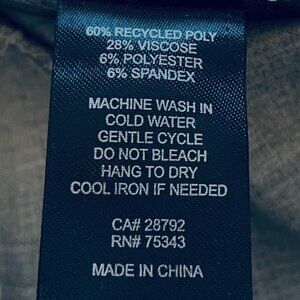 60% RECYCLED POLY
28% VISCOSE
6% POLYESTER
6% SPANDEX
MACHINE WASH IN
COLD WATER
GENTLE CYCLE
DO NOT BLEACH
HANG TO DRY
COOL IRON IF NEEDED
CA# 28792
RN# 75343
MADE IN CHINA